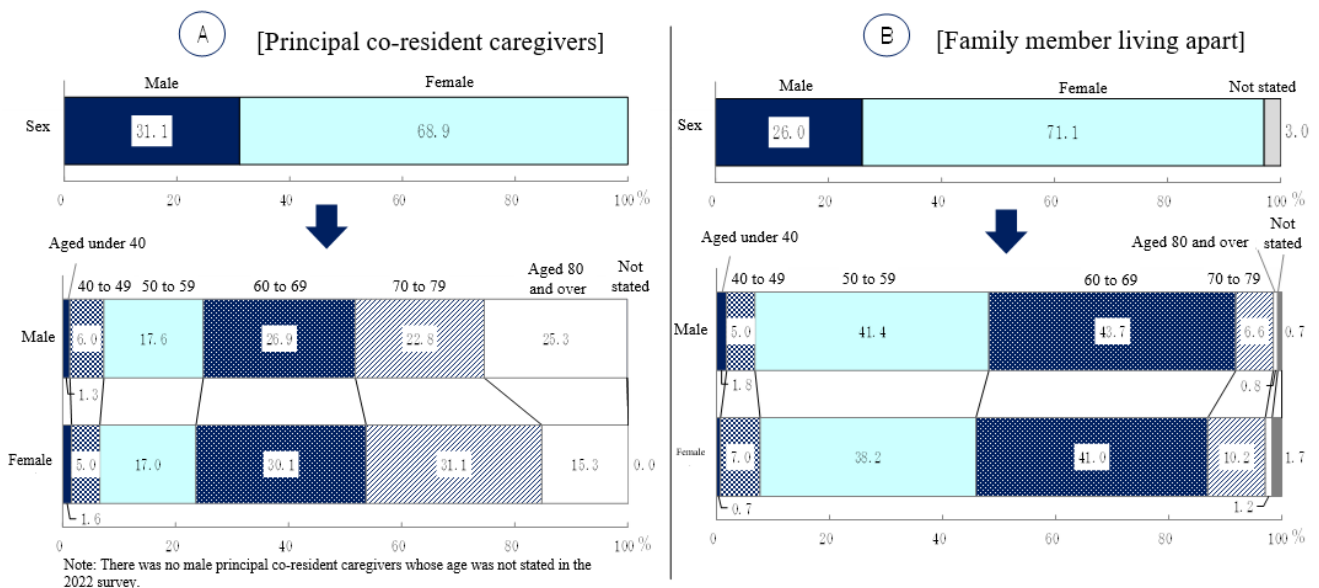 A [Principal co-resident caregivers]
Male Female
Sex 31.1 68.9
0 20 40 60 80 100 %
Aged under 40
40 to 49 50 to 59 60 to 69 70 to 79 Aged 80 and over Not stated
Male 6.0 17.6 26.9 22.8 25.3
1.3
Female 5.0 17.0 30.1 31.1 15.3 0.0
1.6
0 20 40 60 80 100 %
Note: There was no male principal co-resident caregivers whose age was not stated in the
2022 survey.
B [Family member living apart]
Male Female Not stated
Sex 26.0 71.1 3.0
0 20 40 60 80 100 %
Aged under 40 Aged 80 and over Not stated
40 to 49 50 to 59 60 to 69 70 to 79
Male 5.0 41.4 43.7 6.6 0.7
1.8 0.8
Female 7.0 38.2 41.0 10.2 1.7
0.7 1.2
0 20 40 60 80 100 %